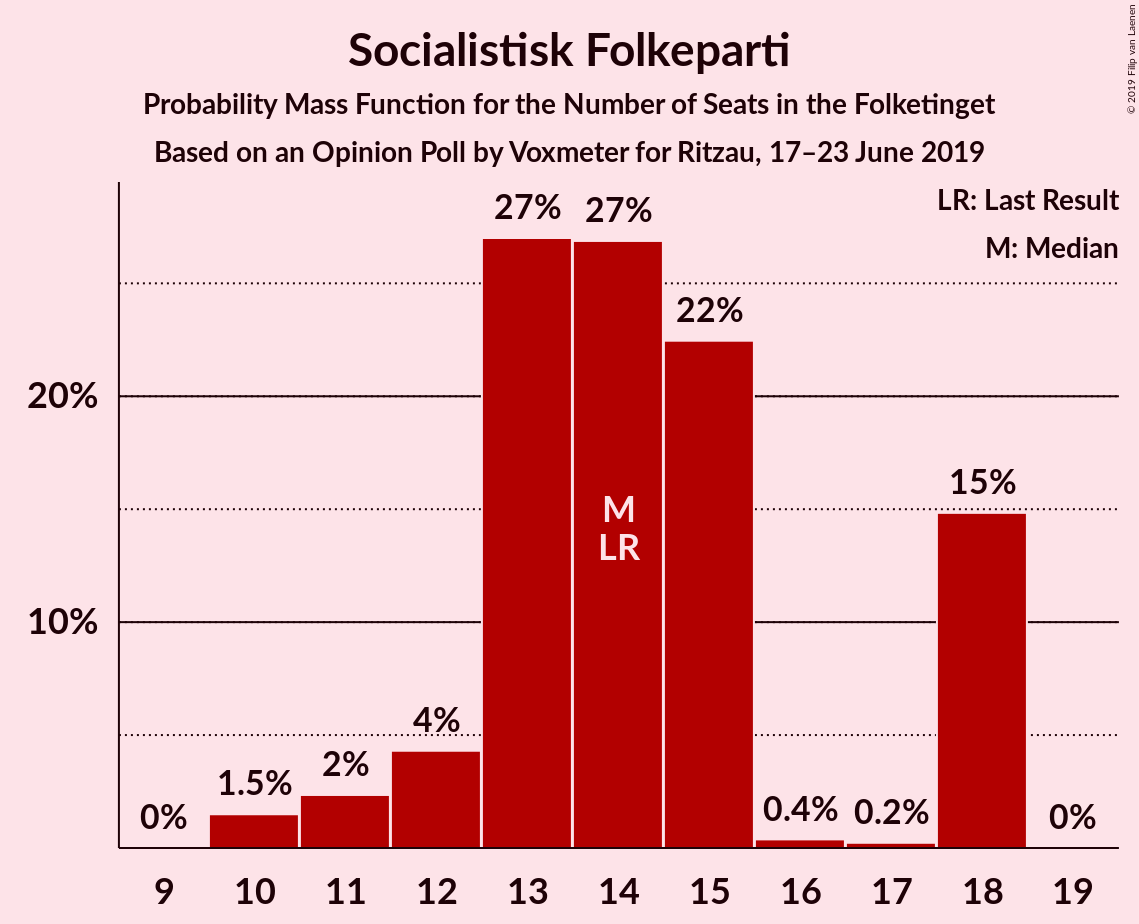 Socialistisk Folkeparti
Probability Mass Function for the Number of Seats in the Folketinget
Based on an Opinion Poll by Voxmeter for Ritzau, 17–23 June 2019
© 2019 Filip van Laenen
LR: Last Result
M: Median
27% 27%
22%
20%
15%
M
LR
10%
4%
2%
1.5%
0% 0.4% 0.2% 0%
9 10 11 12 13 14 15 16 17 18 19